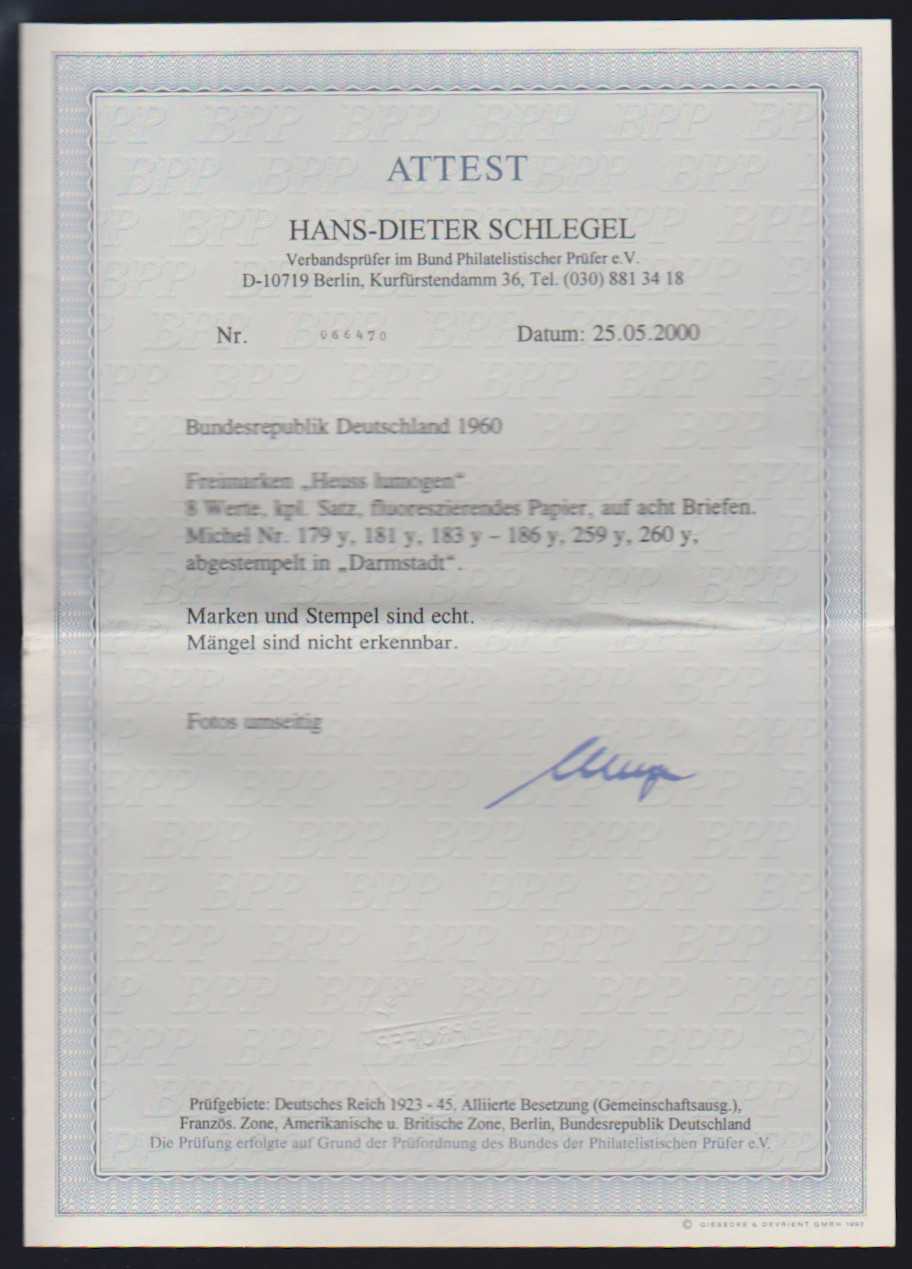 ATTEST
HANS-DIETER SCHLEGEL
Verbandsprüfer im Bund Philatelistischer Prüfer e.V.
D-10719 Berlin, Kurfürstendamm 36, Tel. (030) 881 34 18
Nr. 066470 Datum: 25.05.2000
Bundesrepublik Deutschland 1960
Freimarken „Heuss lumogen“
8 Werte, kpl. Satz, fluoreszierendes Papier, auf acht Briefen.
Michel Nr. 179 y, 181 y, 183 y – 186 y, 259 y, 260 y,
abgestempelt in „Darmstadt“.
Marken und Stempel sind echt.
Mängel sind nicht erkennbar.
Fotos umseitig
Prüfgebiete: Deutsches Reich 1923 - 45. Alliierte Besetzung (Gemeinschaftsausg.),
Französ. Zone, Amerikanische u. Britische Zone, Berlin, Bundesrepublik Deutschland
Die Prüfung erfolgte auf Grund der Prüfordnung des Bundes der Philatelistischen Prüfer e.V.
© GIESECKE & DEVRIENT GMBH 1992